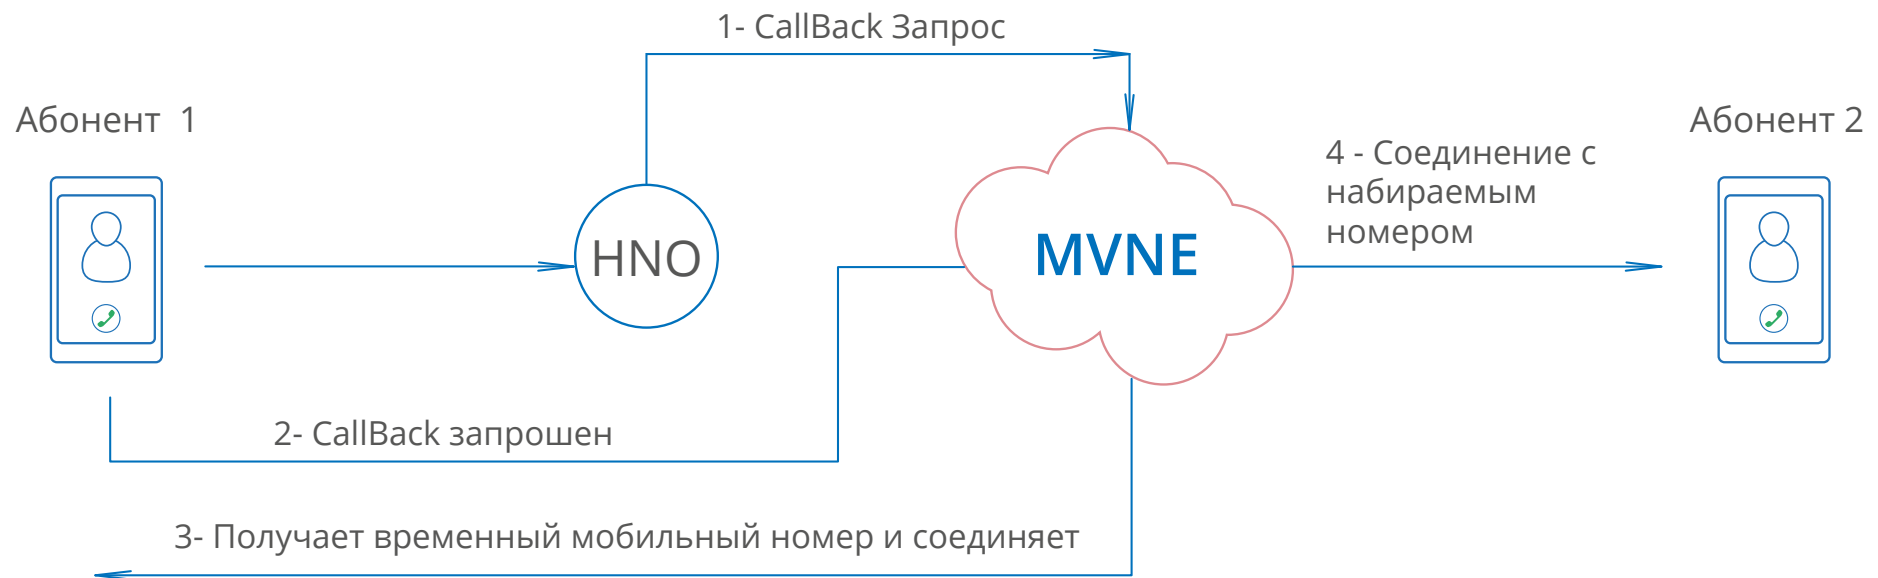 1- CallBack Запрос
Абонент 1
Абонент 2
4 - Соединение с
набираемым
номером
HNO
MVNE
2- CallBack запрошен
3- Получает временный мобильный номер и соединяет